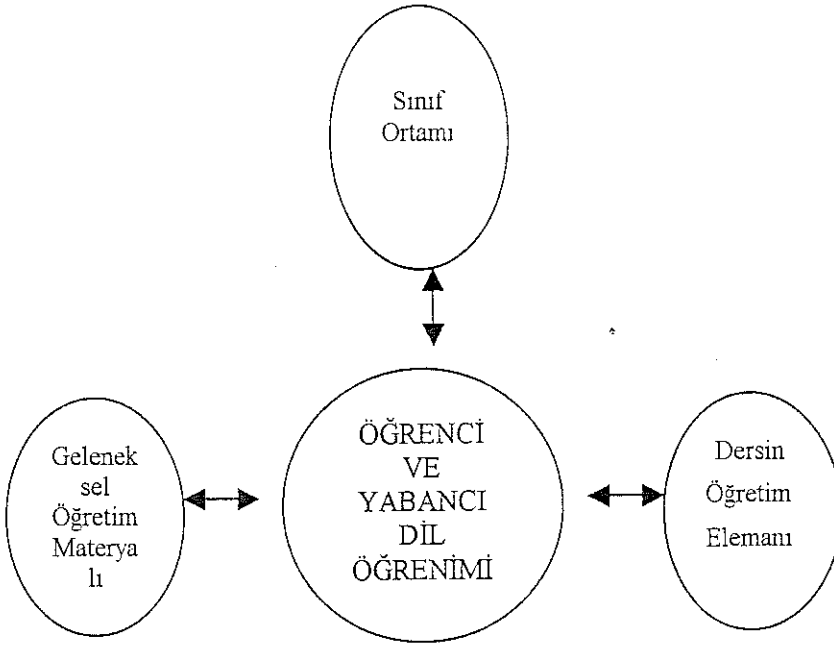 Sınıf
Ortamı
ÖĞRENCİ
VE
YABANCI
DİL
ÖĞRENİMİ
Gelenek
sel
Öğretim
Materya
lı
Dersin
Öğretim
Elemanı